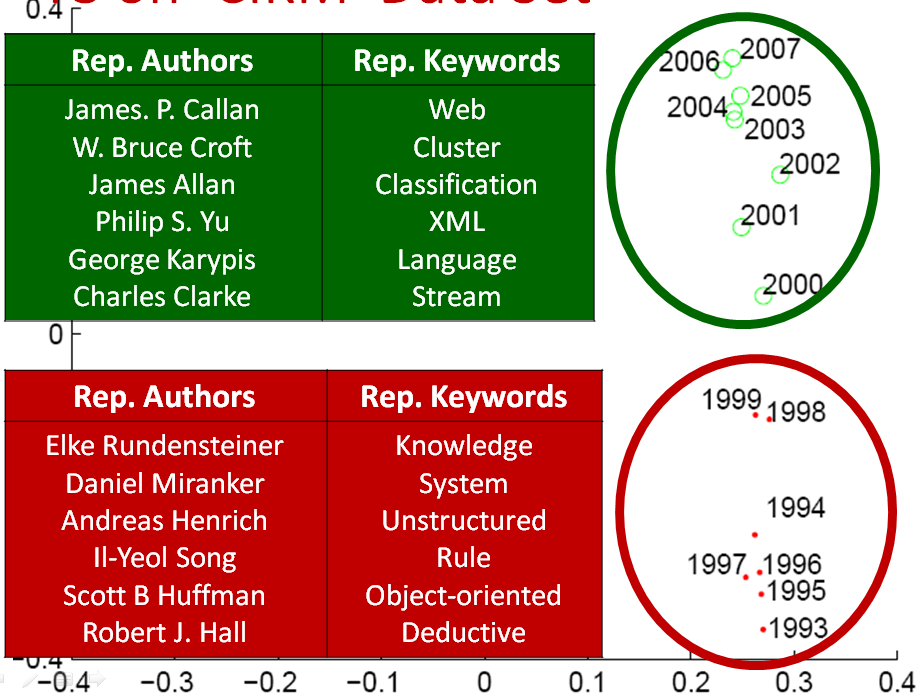 0.4
Rep. Authors Rep. Keywords
James. P. Callan Web
W. Bruce Croft Cluster
James Allan Classification
Philip S. Yu XML
George Karypis Language
Charles Clarke Stream
2006 2007
2004 2005
2003
2002
2001
2000
0
Rep. Authors Rep. Keywords
Elke Rundensteiner Knowledge
Daniel Miranker System
Andreas Henrich Unstructured
Il-Yeol Song Rule
Scott B Huffman Object-oriented
Robert J. Hall Deductive
1999 1998
1994
1997 1996
1995
1993
-0.4
−0.4 −0.3 −0.2 −0.1 0 0.1 0.2 0.3 0.4